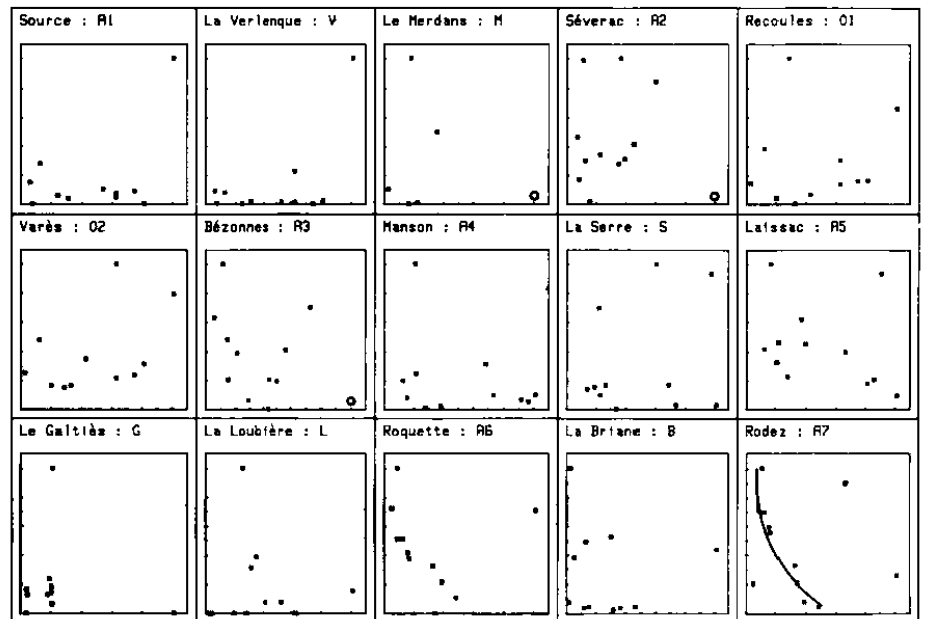 Source : A1
La Verlenque : V
Le Merdans : M
Séverac : A2
Recoules : O1
Varès : O2
Bézonnes : A3
Manson : A4
La Serre : S
Laissac : A5
Le Galtiès : G
La Loubière : L
Roquette : A6
La Briane : B
Rodez : A7